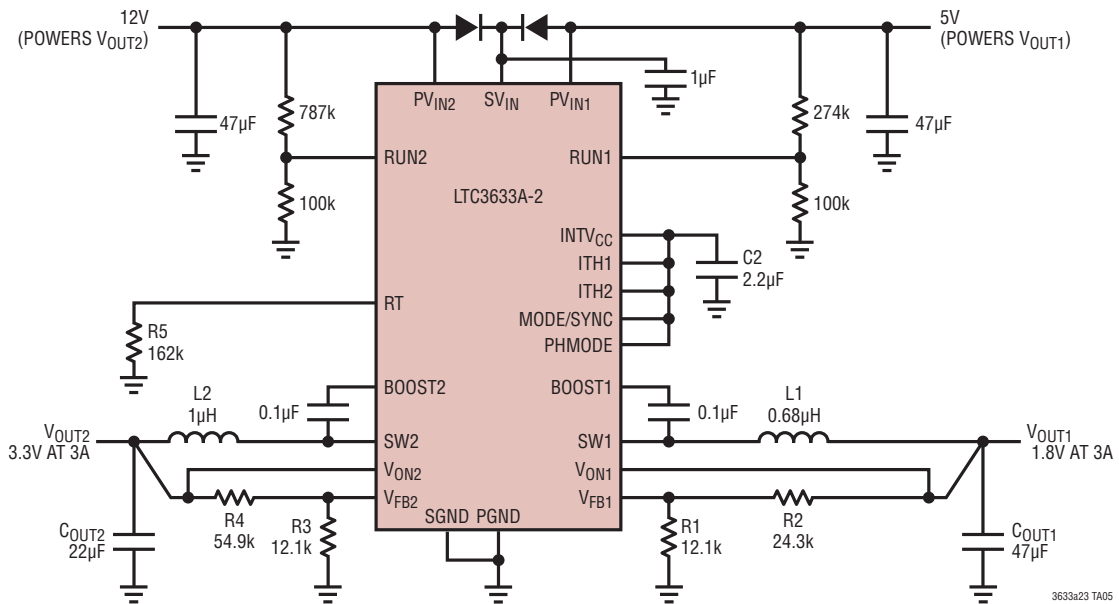 12V
(POWERS VOUT2)
5V
(POWERS VOUT1)
47µF
787k
PVIN2
SVIN
PVIN1
1µF
274k
47µF
RUN2
RUN1
100k
LTC3633A-2
100k
INTVCC
ITH1
C2
2.2µF
ITH2
RT
MODE/SYNC
R5
162k
PHMODE
L2
1µH
0.1µF
BOOST2
BOOST1
0.1µF
L1
0.68µH
VOUT2
3.3V AT 3A
SW2
SW1
VOUT1
1.8V AT 3A
VON2
VON1
VFB2
VFB1
R4
54.9k
R3
12.1k
SGND
PGND
R1
12.1k
R2
24.3k
COUT2
22µF
COUT1
47µF
3633a23 TA05